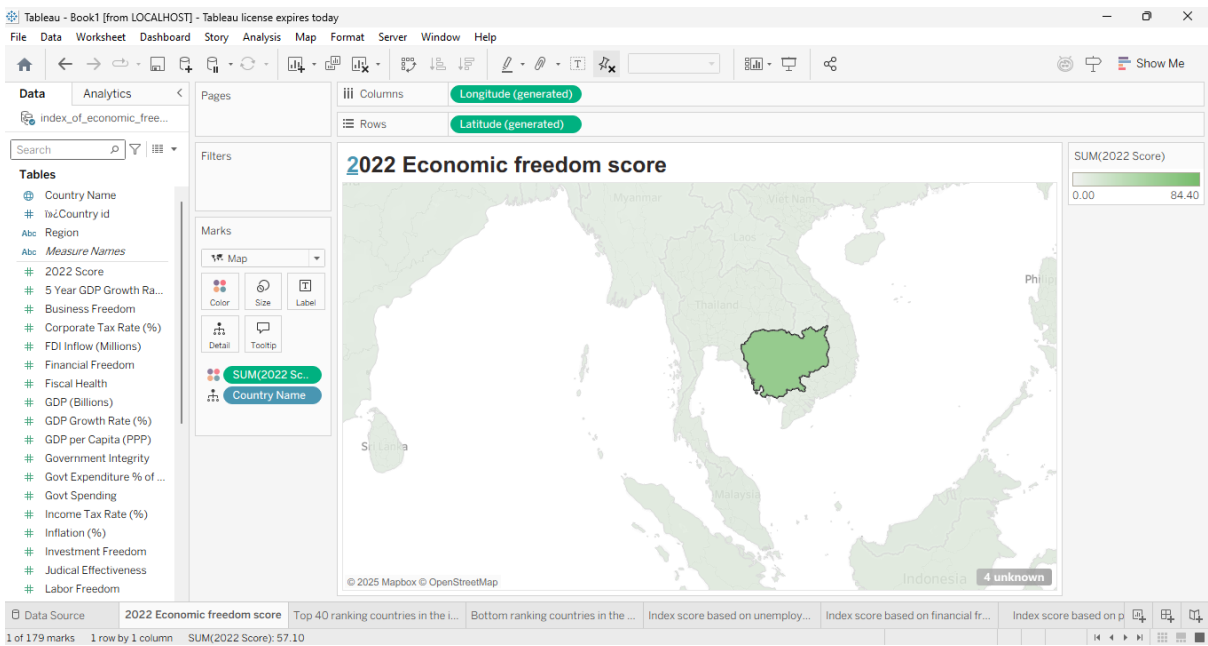 Tableau - Book1 [from LOCALHOST] - Tableau license expires today
File Data Worksheet Dashboard Story Analysis Map Format Server Window Help
Show Me
Data Analytics
index_of_economic_free...
Search
Tables
Country Name
ï»¿Country id
Abc Region
Abc Measure Names
# 2022 Score
# 5 Year GDP Growth Ra...
# Business Freedom
# Corporate Tax Rate (%)
# FDI Inflow (Millions)
# Financial Freedom
# Fiscal Health
# GDP (Billions)
# GDP Growth Rate (%)
# GDP per Capita (PPP)
# Government Integrity
# Govt Expenditure % of ...
# Govt Spending
# Income Tax Rate (%)
# Inflation (%)
# Investment Freedom
# Judical Effectiveness
# Labor Freedom
Pages
Filters
Marks
Map
Color Size Label
Detail Tooltip
SUM(2022 Sc..
Country Name
Columns Longitude (generated)
Rows Latitude (generated)
2022 Economic freedom score
Myanmar
Viet Nam
Laos
Thailand
Philipp
Sri Lanka
Malaysia
Indonesia
4 unknown
© 2025 Mapbox © OpenStreetMap
SUM(2022 Score)
0.00 84.40
Data Source 2022 Economic freedom score Top 40 ranking countries in the i... Bottom ranking countries in the ... Index score based on unemploy... Index score based on financial fr... Index score based on p
1 of 179 marks 1 row by 1 column SUM(2022 Score): 57.10